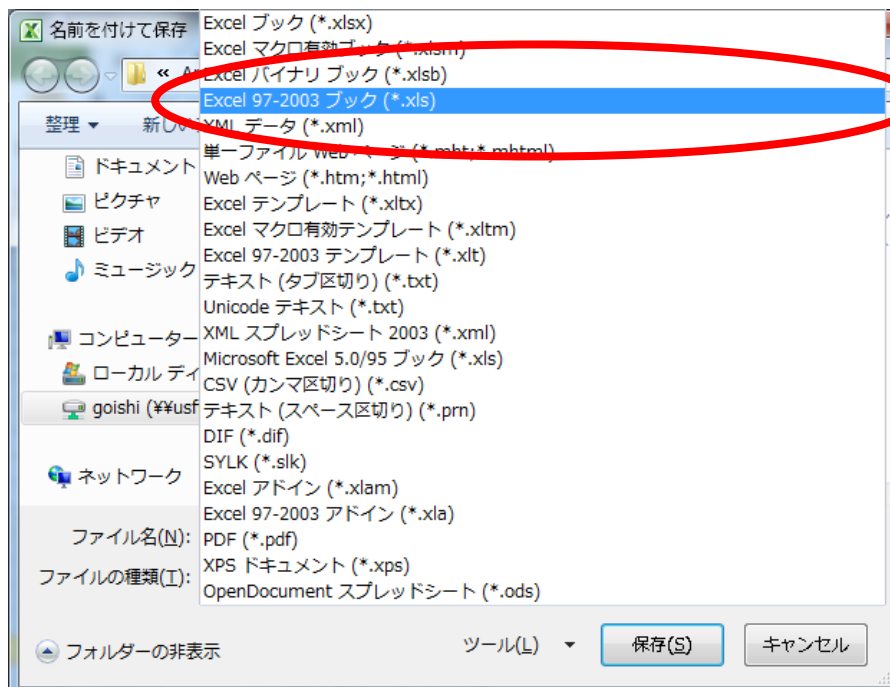 名前を付けて保存
«
整理 ▼
新しい
ドキュメント
ピクチャ
ビデオ
ミュージック
コンピューター
ローカル ディ
goishi (¥¥usf
ネットワーク
Excel ブック (*.xlsx)
Excel マクロ有効ブック (*.xlsm)
Excel バイナリ ブック (*.xlsb)
Excel 97-2003 ブック (*.xls)
XML データ (*.xml)
単一ファイル Web ページ (*.mht;*.mhtml)
Web ページ (*.htm;*.html)
Excel テンプレート (*.xltx)
Excel マクロ有効テンプレート (*.xltm)
Excel 97-2003 テンプレート (*.xlt)
テキスト (タブ区切り) (*.txt)
Unicode テキスト (*.txt)
XML スプレッドシート 2003 (*.xml)
Microsoft Excel 5.0/95 ブック (*.xls)
CSV (カンマ区切り) (*.csv)
テキスト (スペース区切り) (*.prn)
DIF (*.dif)
SYLK (*.slk)
Excel アドイン (*.xlam)
Excel 97-2003 アドイン (*.xla)
PDF (*.pdf)
XPS ドキュメント (*.xps)
OpenDocument スプレッドシート (*.ods)
ファイル名(N):
ファイルの種類(T):
フォルダーの非表示
ツール(L) ▼
保存(S)
キャンセル